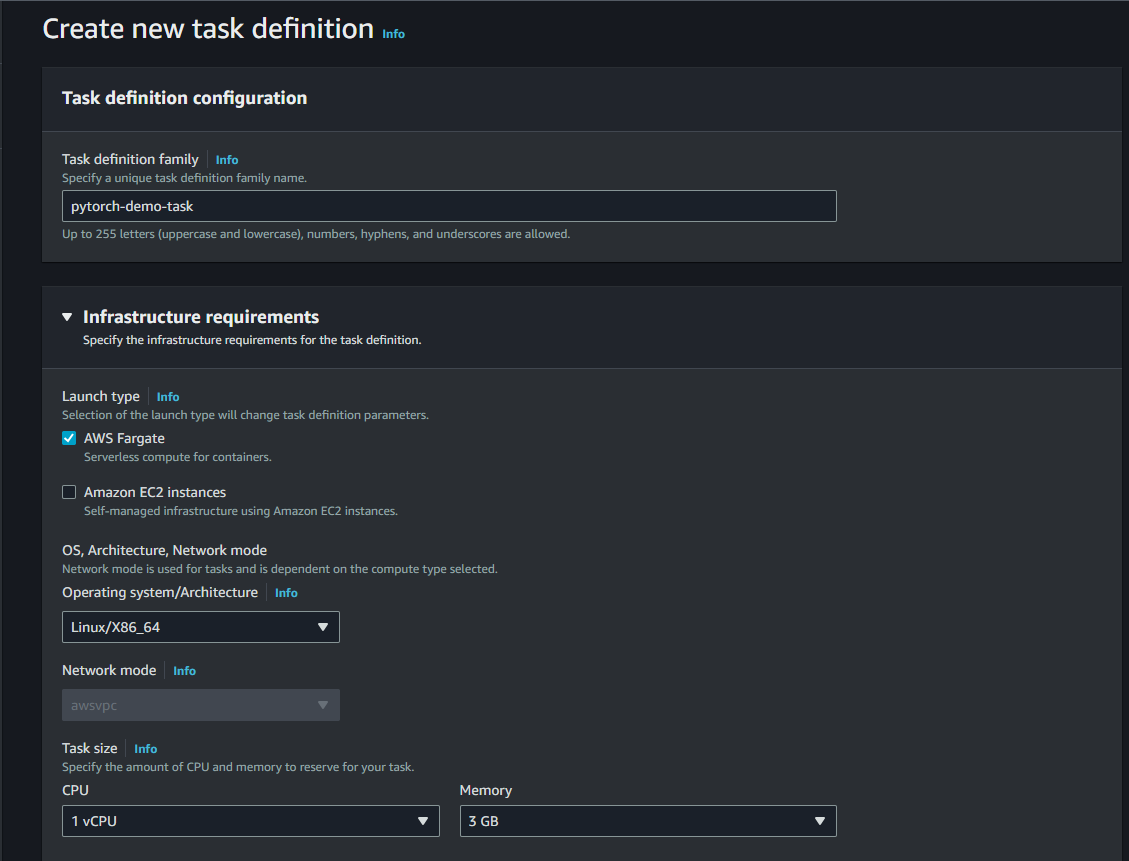 Create new task definition Info
Task definition configuration
Task definition family Info
Specify a unique task definition family name.
pytorch-demo-task
Up to 255 letters (uppercase and lowercase), numbers, hyphens, and underscores are allowed.
Infrastructure requirements
Specify the infrastructure requirements for the task definition.
Launch type Info
Selection of the launch type will change task definition parameters.
AWS Fargate
Serverless compute for containers.
Amazon EC2 instances
Self-managed infrastructure using Amazon EC2 instances.
OS, Architecture, Network mode
Network mode is used for tasks and is dependent on the compute type selected.
Operating system/Architecture Info
Linux/X86_64
Network mode Info
awsvpc
Task size Info
Specify the amount of CPU and memory to reserve for your task.
CPU Memory
1 vCPU 3 GB